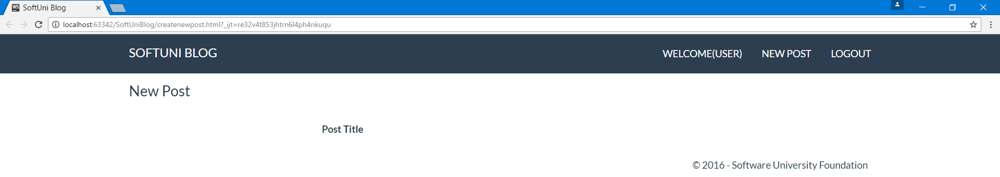 WS SoftUni Blog
localhost:63342/SoftUniBlog/createnewpost.html?_ijt=re32v4t853jhtrn6l4ph4nkuqu
SOFTUNI BLOG WELCOME(USER) NEW POST LOGOUT
New Post
Post Title
© 2016 - Software University Foundation